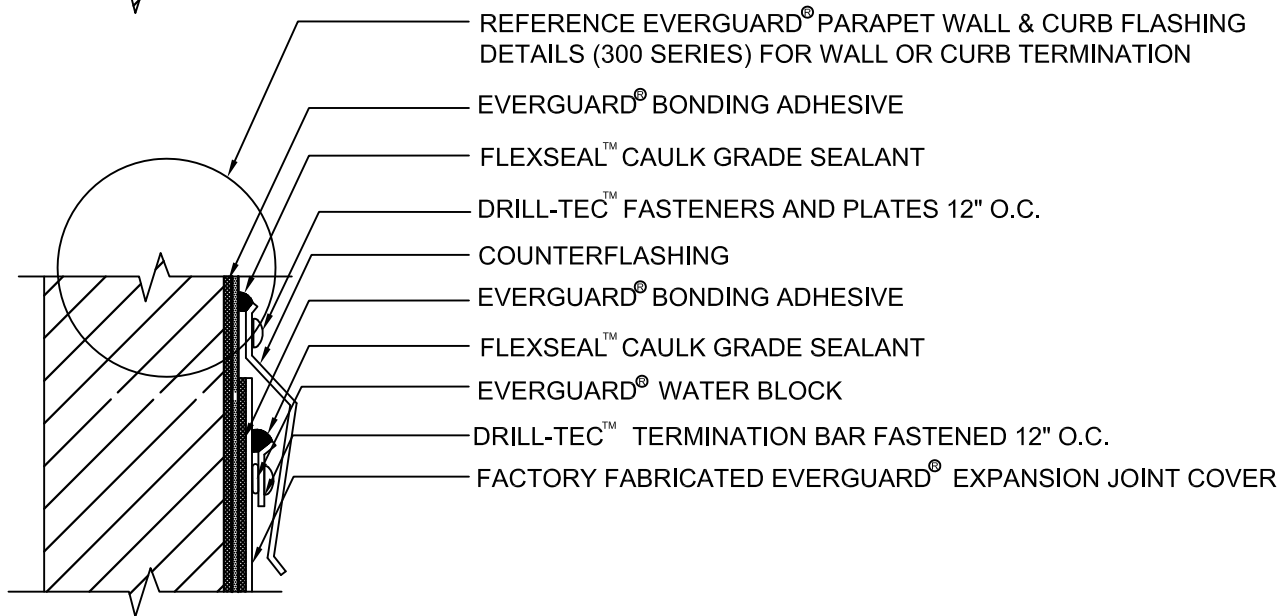 REFERENCE EVERGUARD® PARAPET WALL & CURB FLASHING
DETAILS (300 SERIES) FOR WALL OR CURB TERMINATION
EVERGUARD® BONDING ADHESIVE
FLEXSEAL™ CAULK GRADE SEALANT
DRILL-TEC™ FASTENERS AND PLATES 12" O.C.
COUNTERFLASHING
EVERGUARD® BONDING ADHESIVE
FLEXSEAL™ CAULK GRADE SEALANT
EVERGUARD® WATER BLOCK
DRILL-TEC™ TERMINATION BAR FASTENED 12" O.C.
FACTORY FABRICATED EVERGUARD® EXPANSION JOINT COVER